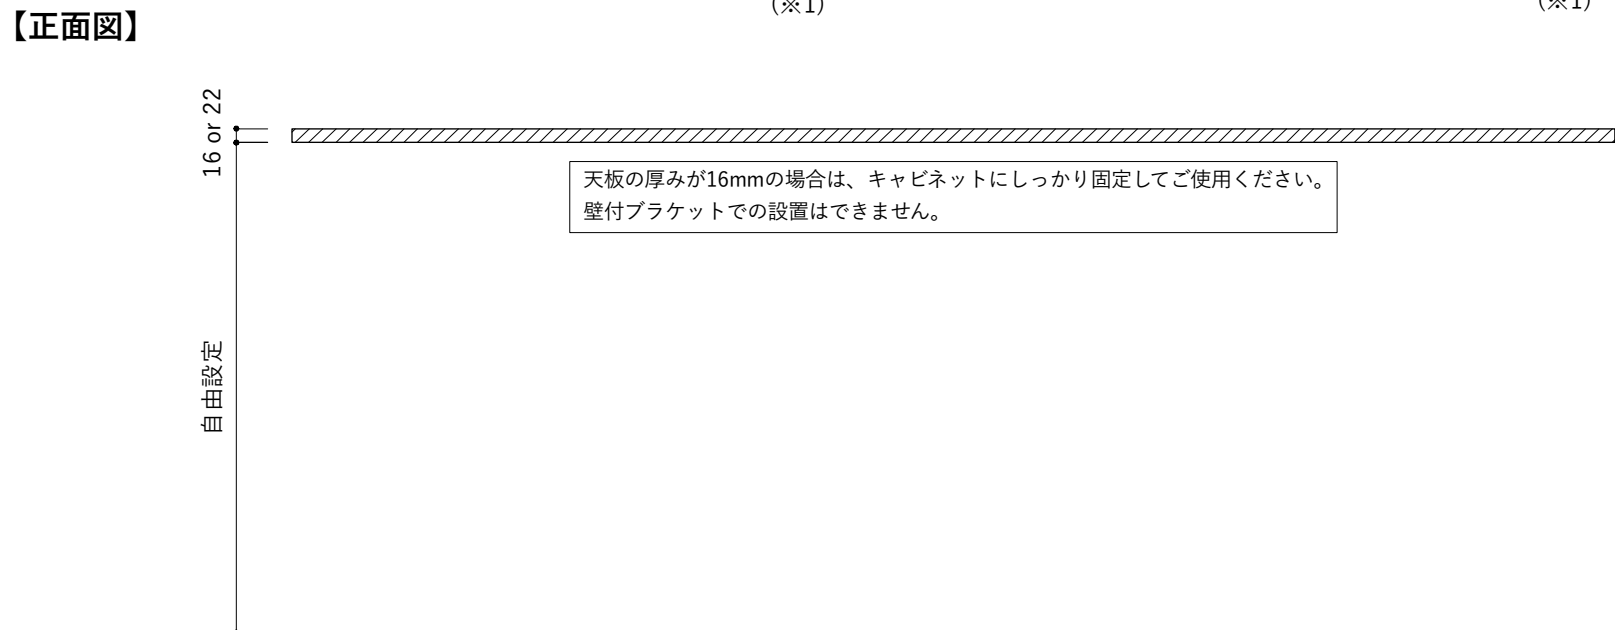 (※1)
(※1)
【正面図】
16 or 22
天板の厚みが16mmの場合は、キャビネットにしっかり固定してご使用ください。
壁付ブラケットでの設置はできません。
自由設定